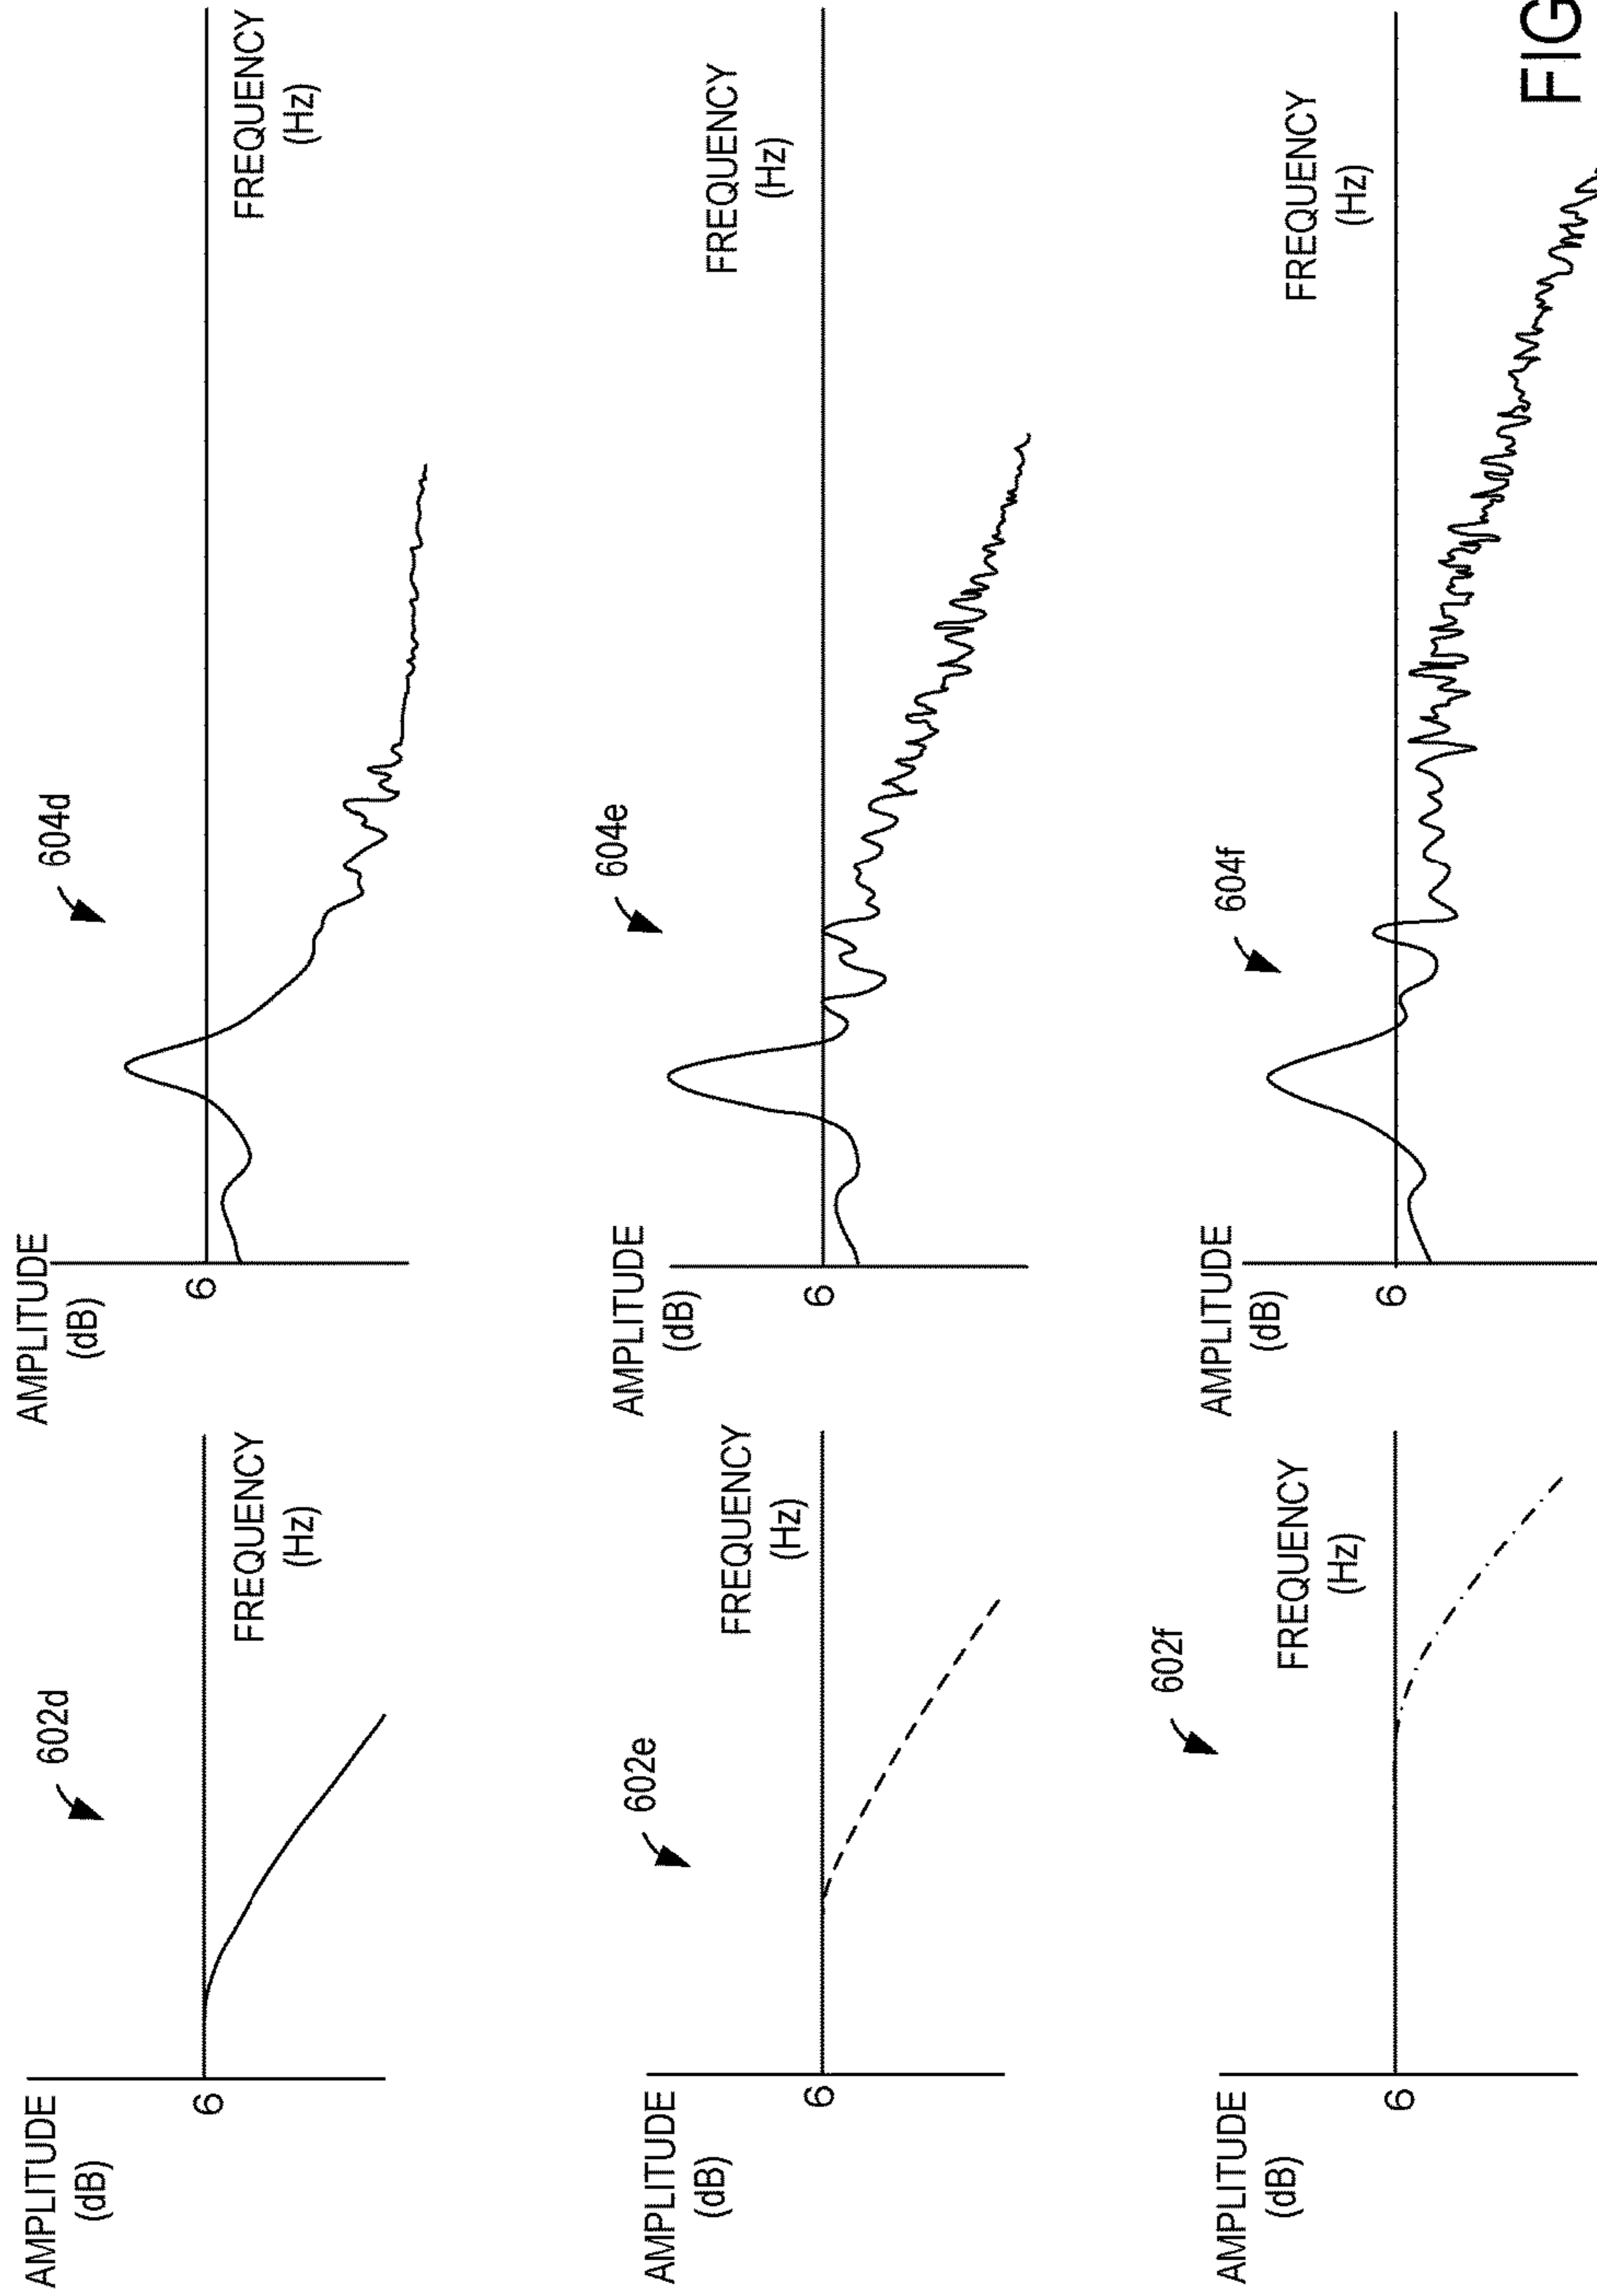 AMPLITUDE
(dB)
602d
6
FREQUENCY
(Hz)
AMPLITUDE
(dB)
604d
6
FREQUENCY
(Hz)
AMPLITUDE
(dB)
602e
6
FREQUENCY
(Hz)
AMPLITUDE
(dB)
604e
6
FREQUENCY
(Hz)
AMPLITUDE
(dB)
602f
6
FREQUENCY
(Hz)
AMPLITUDE
(dB)
604f
6
FREQUENCY
(Hz)
FIG